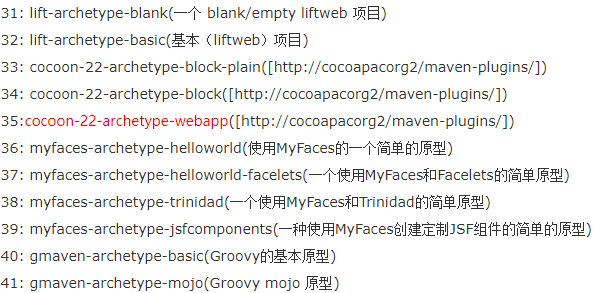 31: lift-archetype-blank(一个 blank/empty liftweb 项目)
32: lift-archetype-basic(基本（liftweb）项目)
33: cocoon-22-archetype-block-plain([http://cocoapacorg2/maven-plugins/])
34: cocoon-22-archetype-block([http://cocoapacorg2/maven-plugins/])
35:cocoon-22-archetype-webapp([http://cocoapacorg2/maven-plugins/])
36: myfaces-archetype-helloworld(使用MyFaces的一个简单的原型)
37: myfaces-archetype-helloworld-facelets(一个使用MyFaces和Facelets的简单原型)
38: myfaces-archetype-trinidad(一个使用MyFaces和Trinidad的简单原型)
39: myfaces-archetype-jsfcomponents(一种使用MyFaces创建定制JSF组件的简单的原型)
40: gmaven-archetype-basic(Groovy的基本原型)
41: gmaven-archetype-mojo(Groovy mojo 原型)